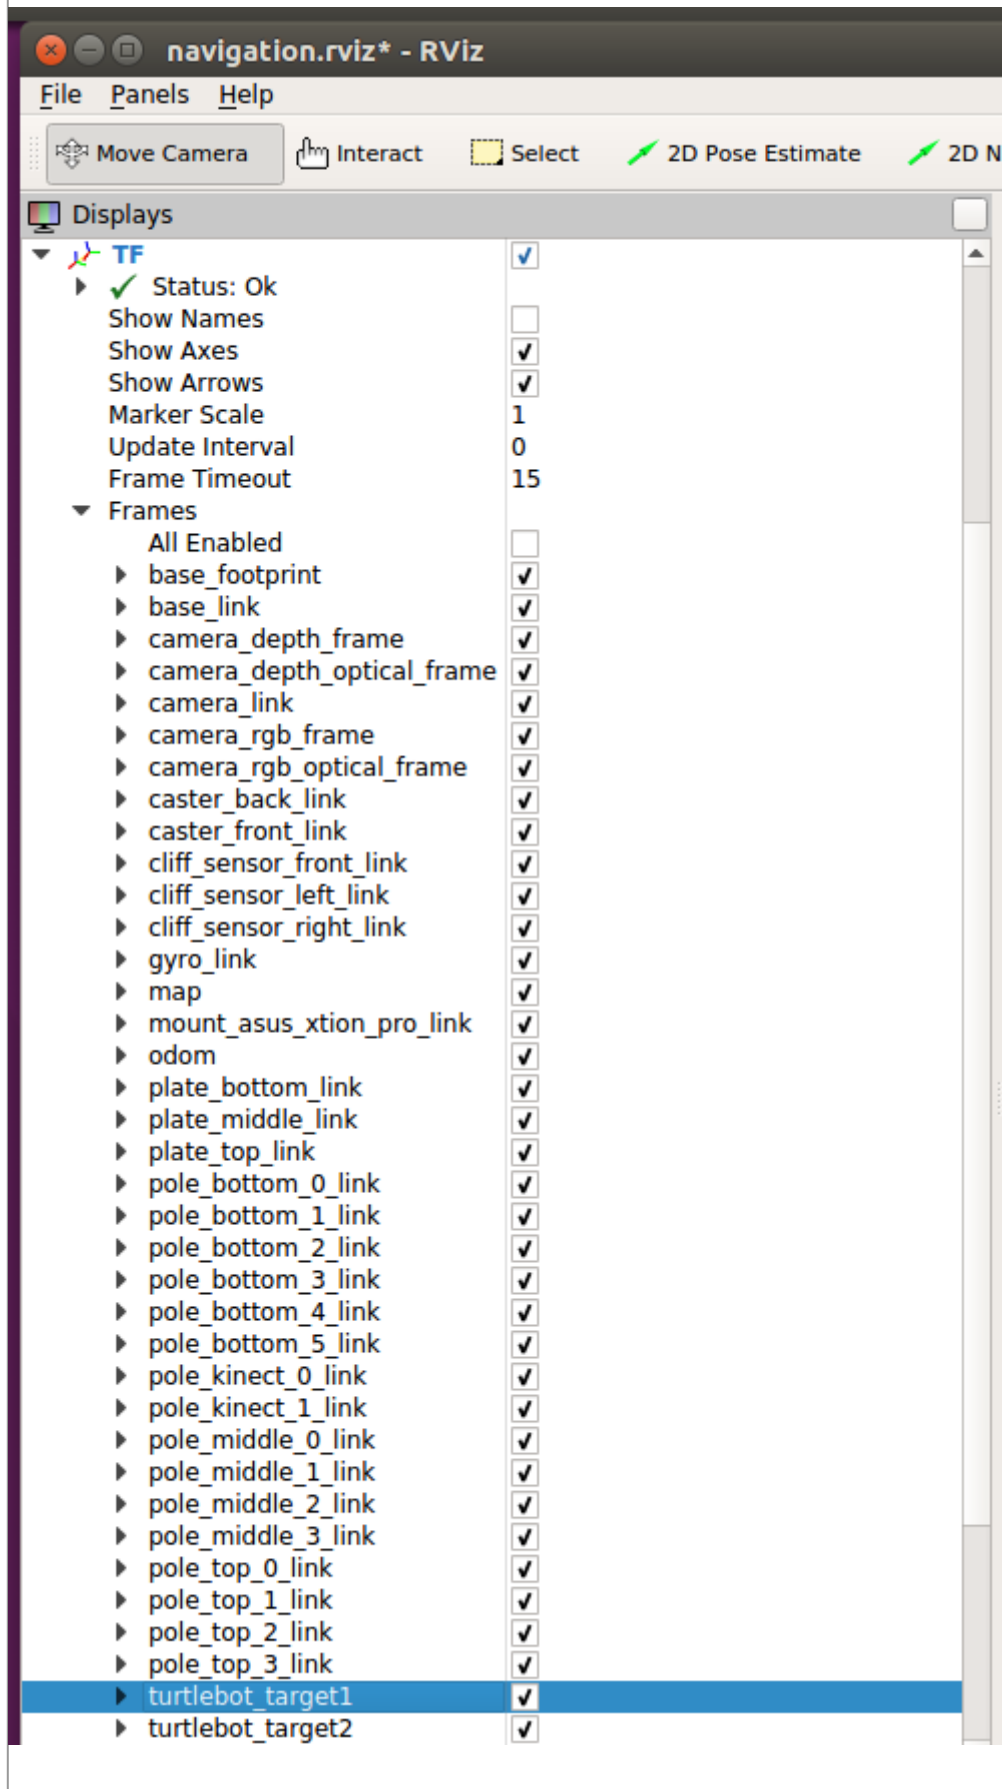 navigation.rviz* - RViz
File Panels Help
Move Camera Interact Select 2D Pose Estimate 2D N
Displays
TF
Status: Ok
Show Names
Show Axes
Show Arrows
Marker Scale 1
Update Interval 0
Frame Timeout 15
Frames
All Enabled
base_footprint
base_link
camera_depth_frame
camera_depth_optical_frame
camera_link
camera_rgb_frame
camera_rgb_optical_frame
caster_back_link
caster_front_link
cliff_sensor_front_link
cliff_sensor_left_link
cliff_sensor_right_link
gyro_link
map
mount_asus_xtion_pro_link
odom
plate_bottom_link
plate_middle_link
plate_top_link
pole_bottom_0_link
pole_bottom_1_link
pole_bottom_2_link
pole_bottom_3_link
pole_bottom_4_link
pole_bottom_5_link
pole_kinect_0_link
pole_kinect_1_link
pole_middle_0_link
pole_middle_1_link
pole_middle_2_link
pole_middle_3_link
pole_top_0_link
pole_top_1_link
pole_top_2_link
pole_top_3_link
turtlebot_target1
turtlebot_target2